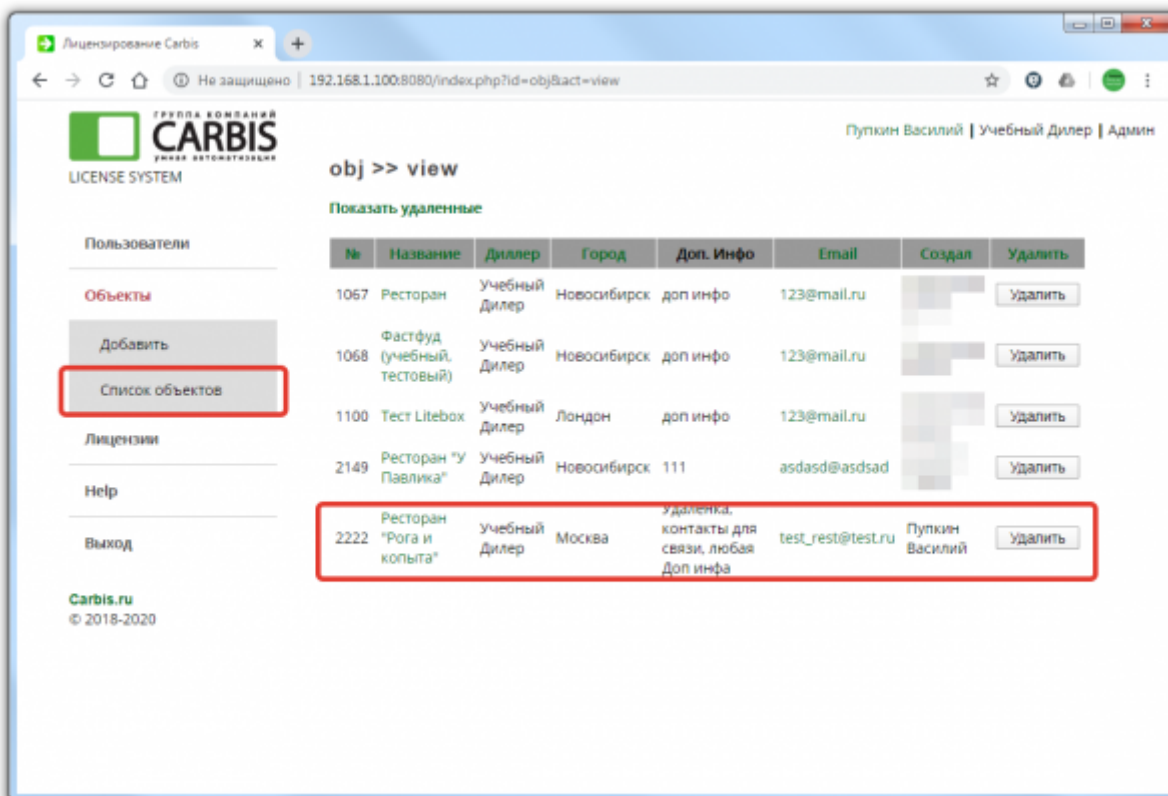 Лицензирование Carbis
Не защищено 192.168.1.100:8080/index.php?id=obj&act=view
ГРУППА КОМПАНИЙ
CARBIS
умная автоматизация
LICENSE SYSTEM
Пупкин Василий | Учебный Дилер | Админ
obj >> view
Показать удаленные
Пользователи
Объекты
Добавить
Список объектов
Лицензии
Help
Выход
Carbis.ru
© 2018-2020
№ Название Диллер Город Доп. Инфо Email Создал Удалить
1067 Ресторан Учебный Дилер Новосибирск доп инфо 123@mail.ru Удалить
1068 Фастфуд (учебный, тестовый) Учебный Дилер Новосибирск доп инфо 123@mail.ru Удалить
1100 Тест Litebox Учебный Дилер Лондон доп инфо 123@mail.ru Удалить
2149 Ресторан "У Павлика" Учебный Дилер Новосибирск 111 asdasd@asdsad Удалить
2222 Ресторан "Рога и копыта" Учебный Дилер Москва Удаленка, контакты для связи, любая Доп инфа test_rest@test.ru Пупкин Василий Удалить